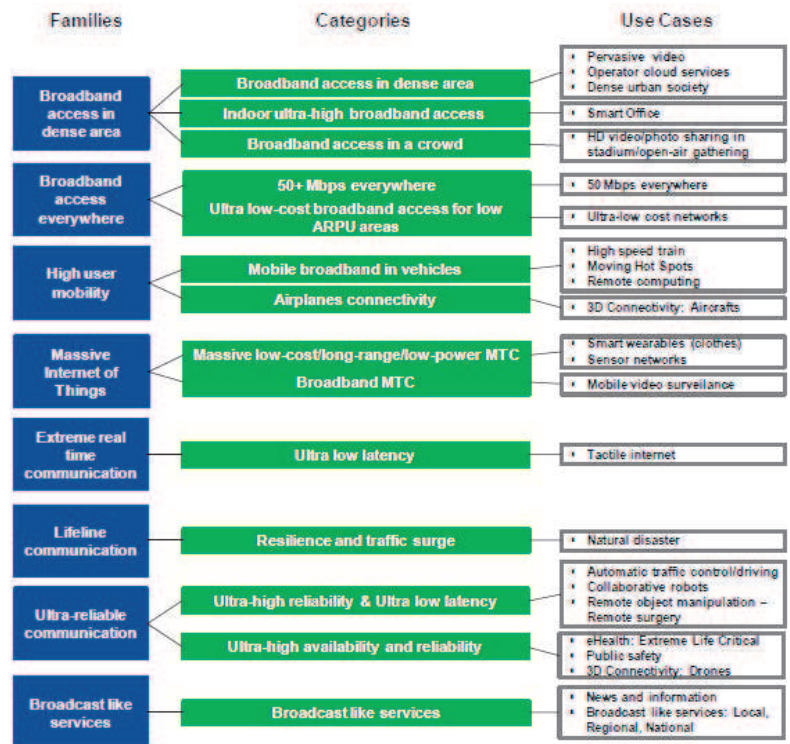 Families
Categories
Use Cases
Broadband
access in
dense area
Broadband access in dense area
Indoor ultra-high broadband access
Broadband access in a crowd
• Pervasive video
• Operator cloud services
• Dense urban society
• Smart Office
• HD video/photo sharing in
stadium/open-air gathering
Broadband
access
everywhere
50+ Mbps everywhere
Ultra low-cost broadband access for low
ARPU areas
• 50 Mbps everywhere
• Ultra-low cost networks
High user
mobility
Mobile broadband in vehicles
Airplanes connectivity
• High speed train
• Moving Hot Spots
• Remote computing
• 3D Connectivity: Aircrafts
Massive
Internet of
Things
Massive low-cost/long-range/low-power MTC
Broadband MTC
• Smart wearables (clothes)
• Sensor networks
• Mobile video surveilance
Extreme real
time
communication
Ultra low latency
• Tactile internet
Lifeline
communication
Resilience and traffic surge
• Natural disaster
Ultra-reliable
communication
Ultra-high reliability & Ultra low latency
Ultra-high availability and reliability
• Automatic traffic control/driving
• Collaborative robots
• Remote object manipulation –
Remote surgery
• eHealth: Extreme Life Critical
• Public safety
• 3D Connectivity: Drones
Broadcast like
services
Broadcast like services
• News and information
• Broadcast like services: Local,
Regional, National